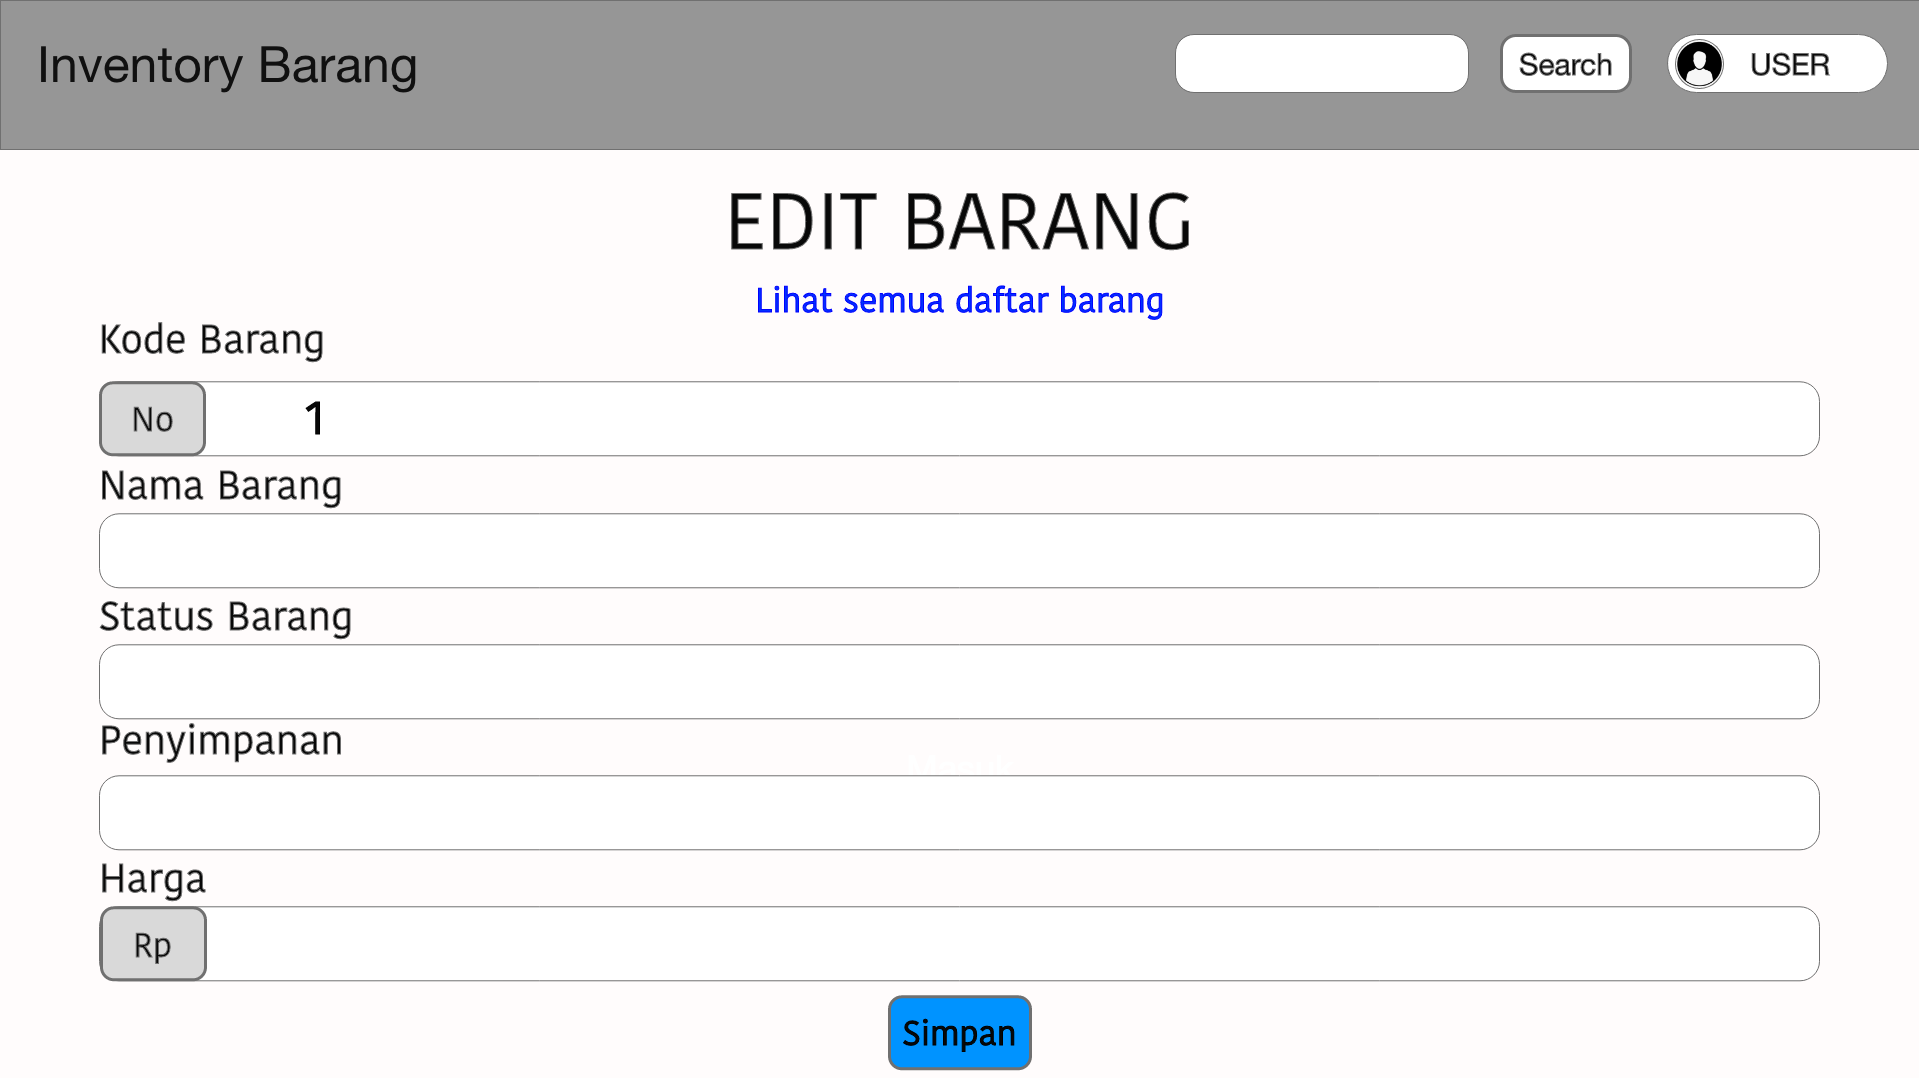 Inventory Barang
Search
USER
EDIT BARANG
Lihat semua daftar barang
Kode Barang
No 1
Nama Barang
Status Barang
Penyimpanan
Harga
Rp
Simpan